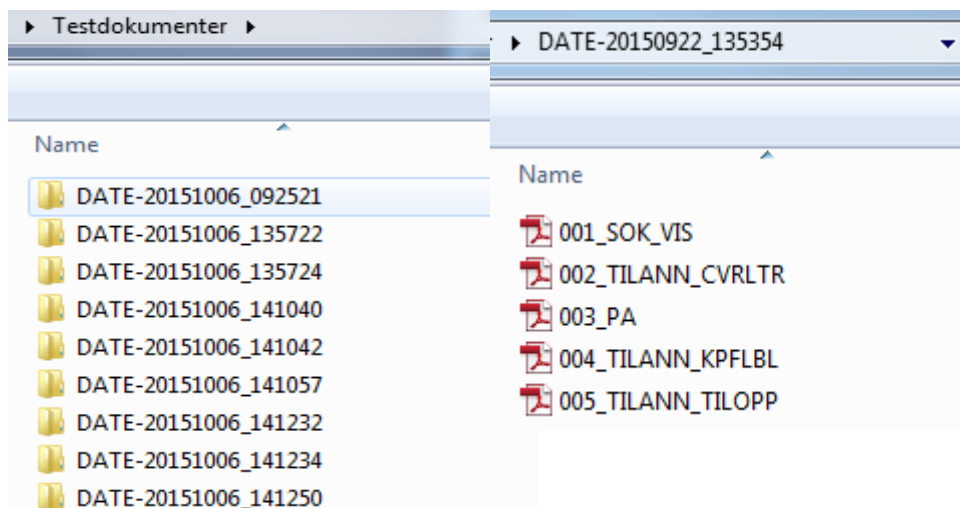 Testdokumenter
Name
DATE-20151006_092521
DATE-20151006_135722
DATE-20151006_135724
DATE-20151006_141040
DATE-20151006_141042
DATE-20151006_141057
DATE-20151006_141232
DATE-20151006_141234
DATE-20151006_141250
DATE-20150922_135354
Name
001_SOK_VIS
002_TILANN_CVRLTR
003_PA
004_TILANN_KPFLBL
005_TILANN_TILOPP